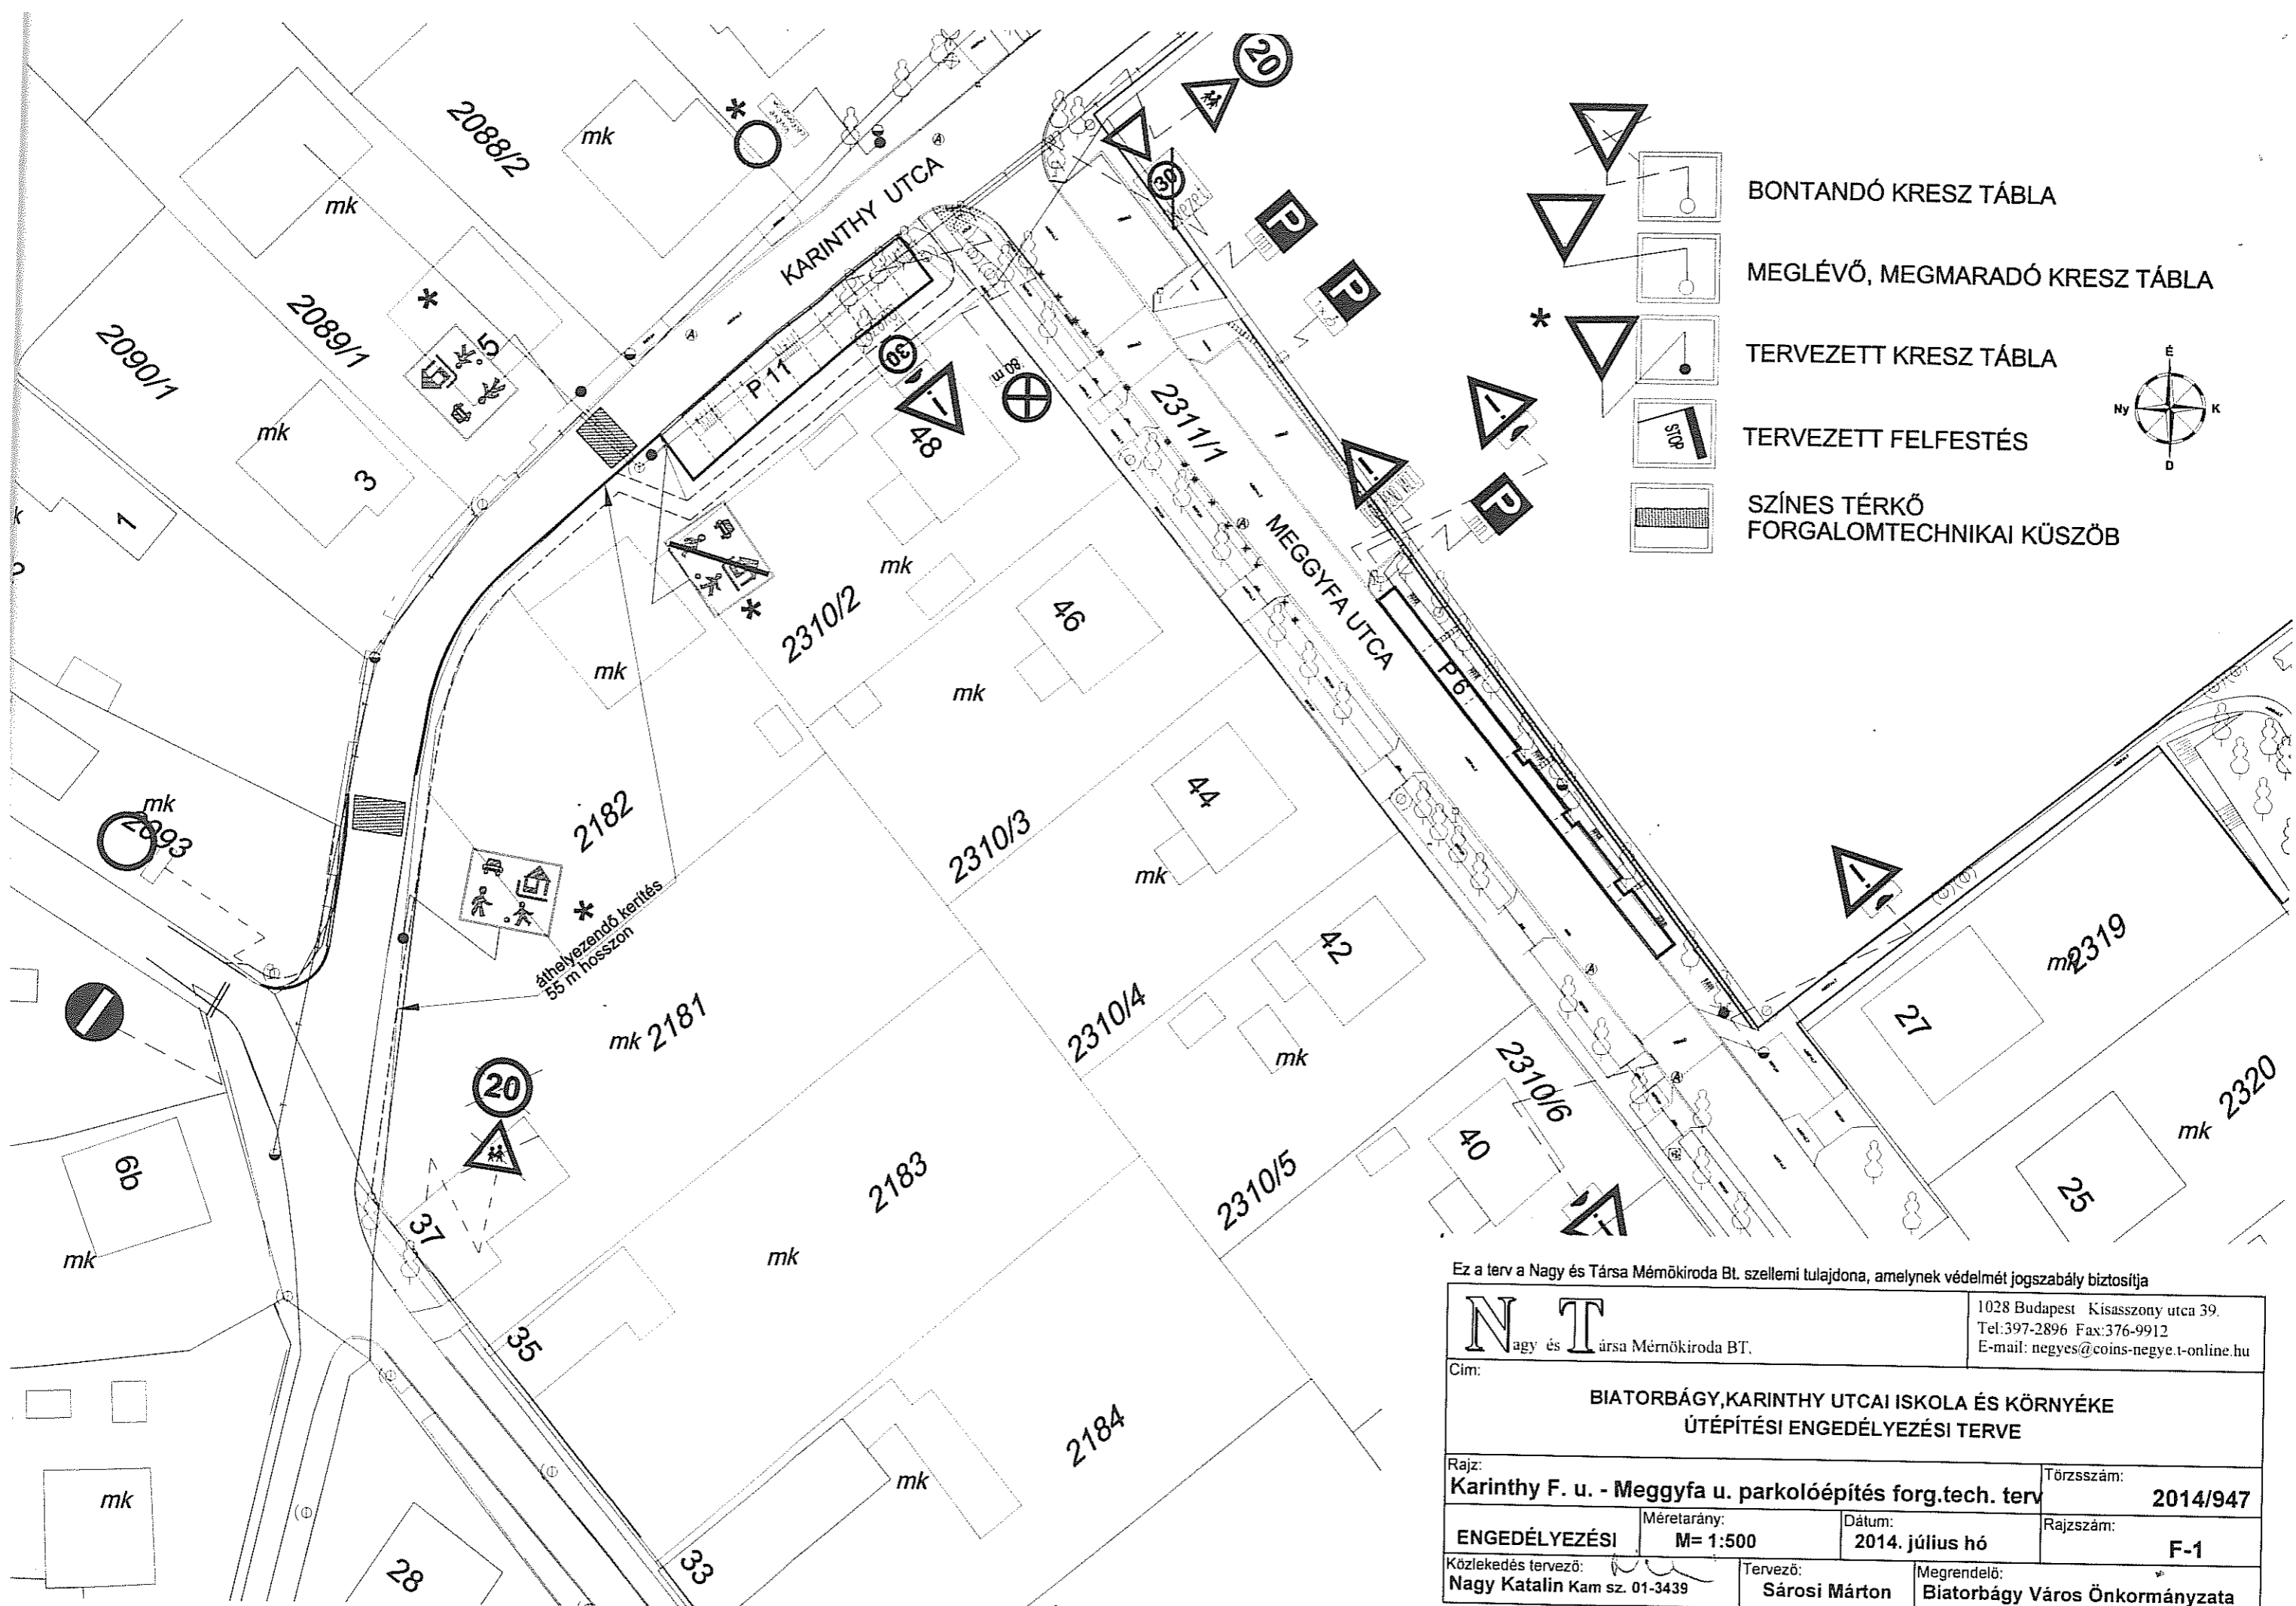 2088/2
mk
mk
20
KARINTHY UTCA
30
P
P
2090/1
2089/1
mk
3
1
5
P 11
30
80 m
48
2311/1
MEGGYFA UTCA
P
mk
2310/2
mk
46
mk
P 6
mk
2093
2182
2310/3
44
mk
áthelyezendő kerítés
55 m hosszon
mk 2181
2310/4
42
mk
2310/6
40
27
mk
2319
2320
mk
25
20
6b
mk
37
2183
mk
2310/5
35
2184
mk
mk
28
33
BONTANDÓ KRESZ TÁBLA
MEGLÉVŐ, MEGMARADÓ KRESZ TÁBLA
* TERVEZETT KRESZ TÁBLA
STOP
TERVEZETT FELFESTÉS
SZÍNES TÉRKŐ
FORGALOMTECHNIKAI KÜSZÖB
É
Ny
K
D
Ez a terv a Nagy és Társa Mérnökiroda Bt. szellemi tulajdona, amelynek védelmét jogszabály biztosítja
Nagy és Társa Mérnökiroda BT.
1028 Budapest Kisasszony utca 39.
Tel:397-2896 Fax:376-9912
E-mail: negyes@coins-negye.t-online.hu
Cím:
BIATORBÁGY,KARINTHY UTCAI ISKOLA ÉS KÖRNYÉKE
ÚTÉPÍTÉSI ENGEDÉLYEZÉSI TERVE
Rajz:
Karinthy F. u. - Meggyfa u. parkolóépítés forg.tech. terv
Törzsszám:
2014/947
ENGEDÉLYEZÉSI
Méretarány:
M= 1:500
Dátum:
2014. július hó
Rajzszám:
F-1
Közlekedés tervező:
Nagy Katalin Kam sz. 01-3439
Tervező:
Sárosi Márton
Megrendelő:
Biatorbágy Város Önkormányzata